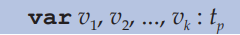 var v₁, v₂, ..., vₖ : tₚ